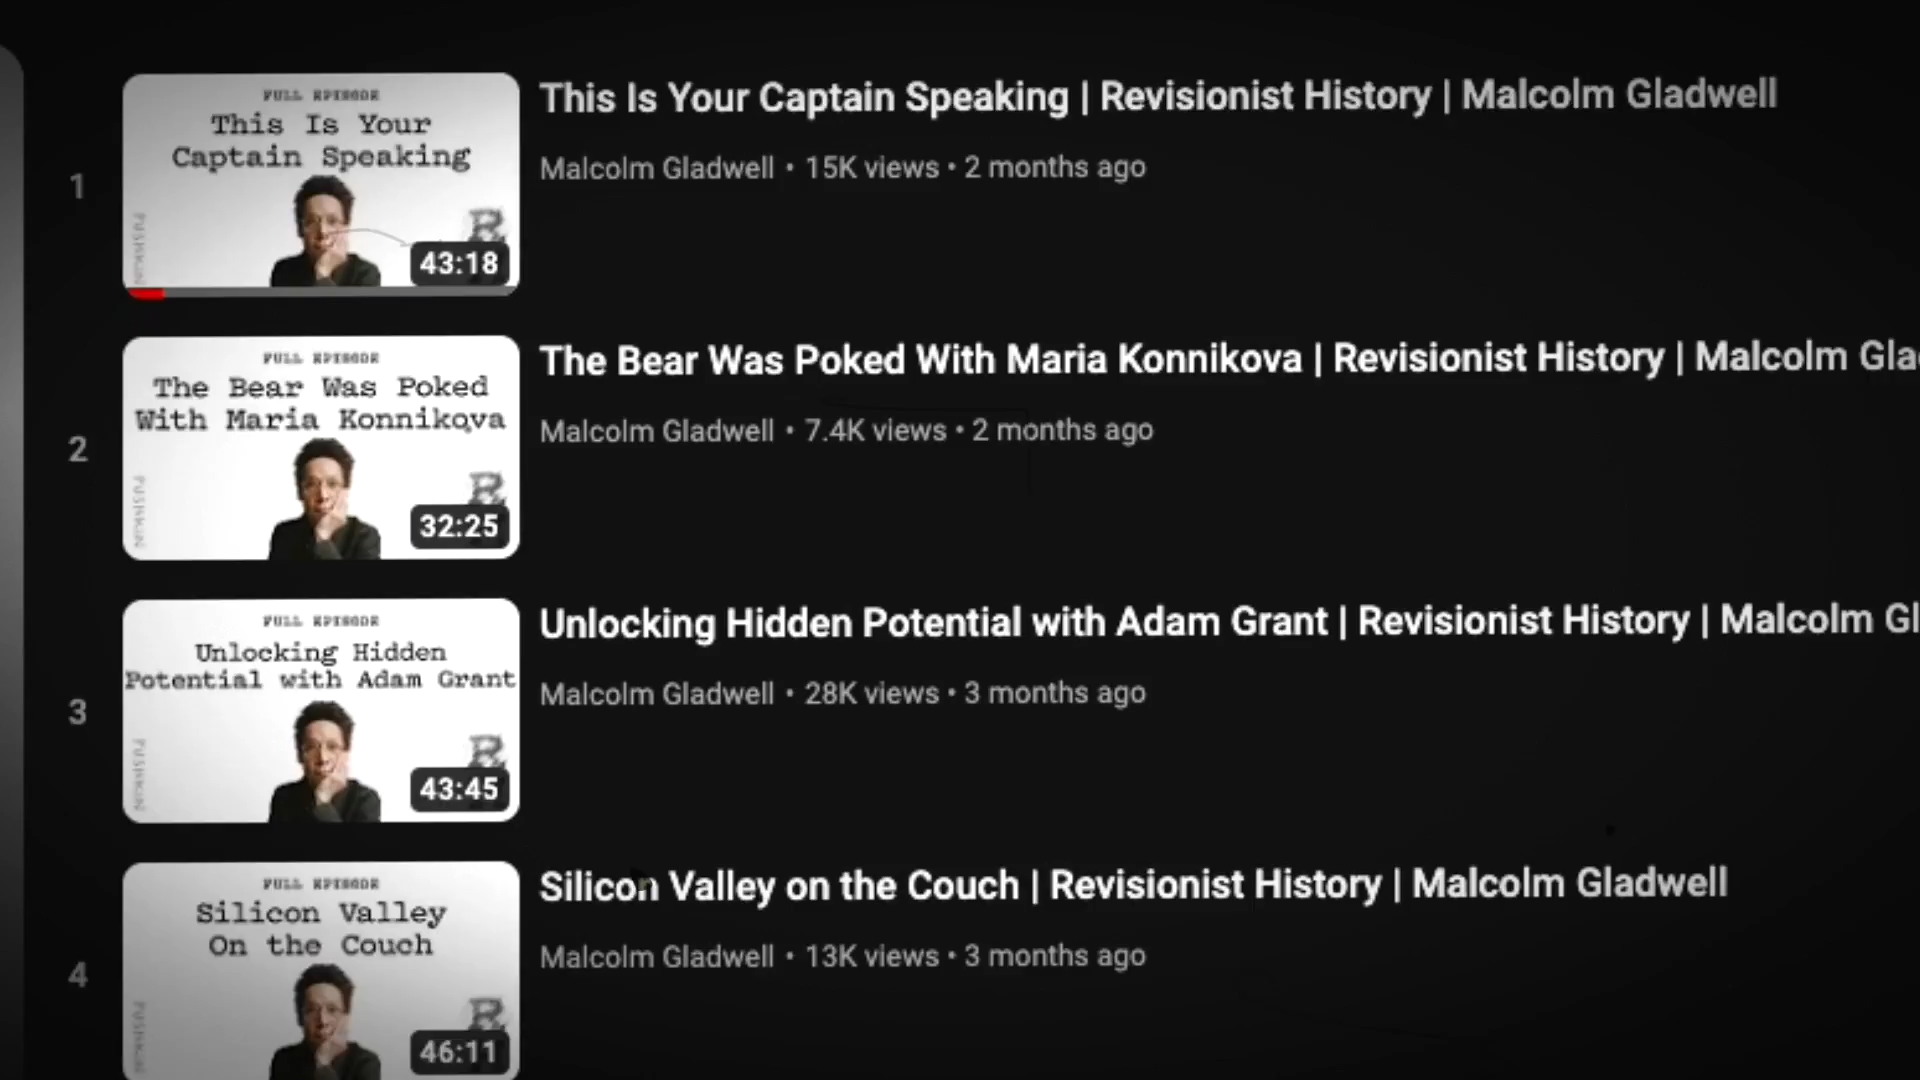 1
FULL EPISODE
This Is Your
Captain Speaking
PUSHKIN
R
43:18
This Is Your Captain Speaking | Revisionist History | Malcolm Gladwell
Malcolm Gladwell • 15K views • 2 months ago
2
FULL EPISODE
The Bear Was Poked
With Maria Konnikova
PUSHKIN
R
32:25
The Bear Was Poked With Maria Konnikova | Revisionist History | Malcolm Glad
Malcolm Gladwell • 7.4K views • 2 months ago
3
FULL EPISODE
Unlocking Hidden
Potential with Adam Grant
PUSHKIN
R
43:45
Unlocking Hidden Potential with Adam Grant | Revisionist History | Malcolm Gl
Malcolm Gladwell • 28K views • 3 months ago
4
FULL EPISODE
Silicon Valley
On the Couch
PUSHKIN
R
46:11
Silicon Valley on the Couch | Revisionist History | Malcolm Gladwell
Malcolm Gladwell • 13K views • 3 months ago